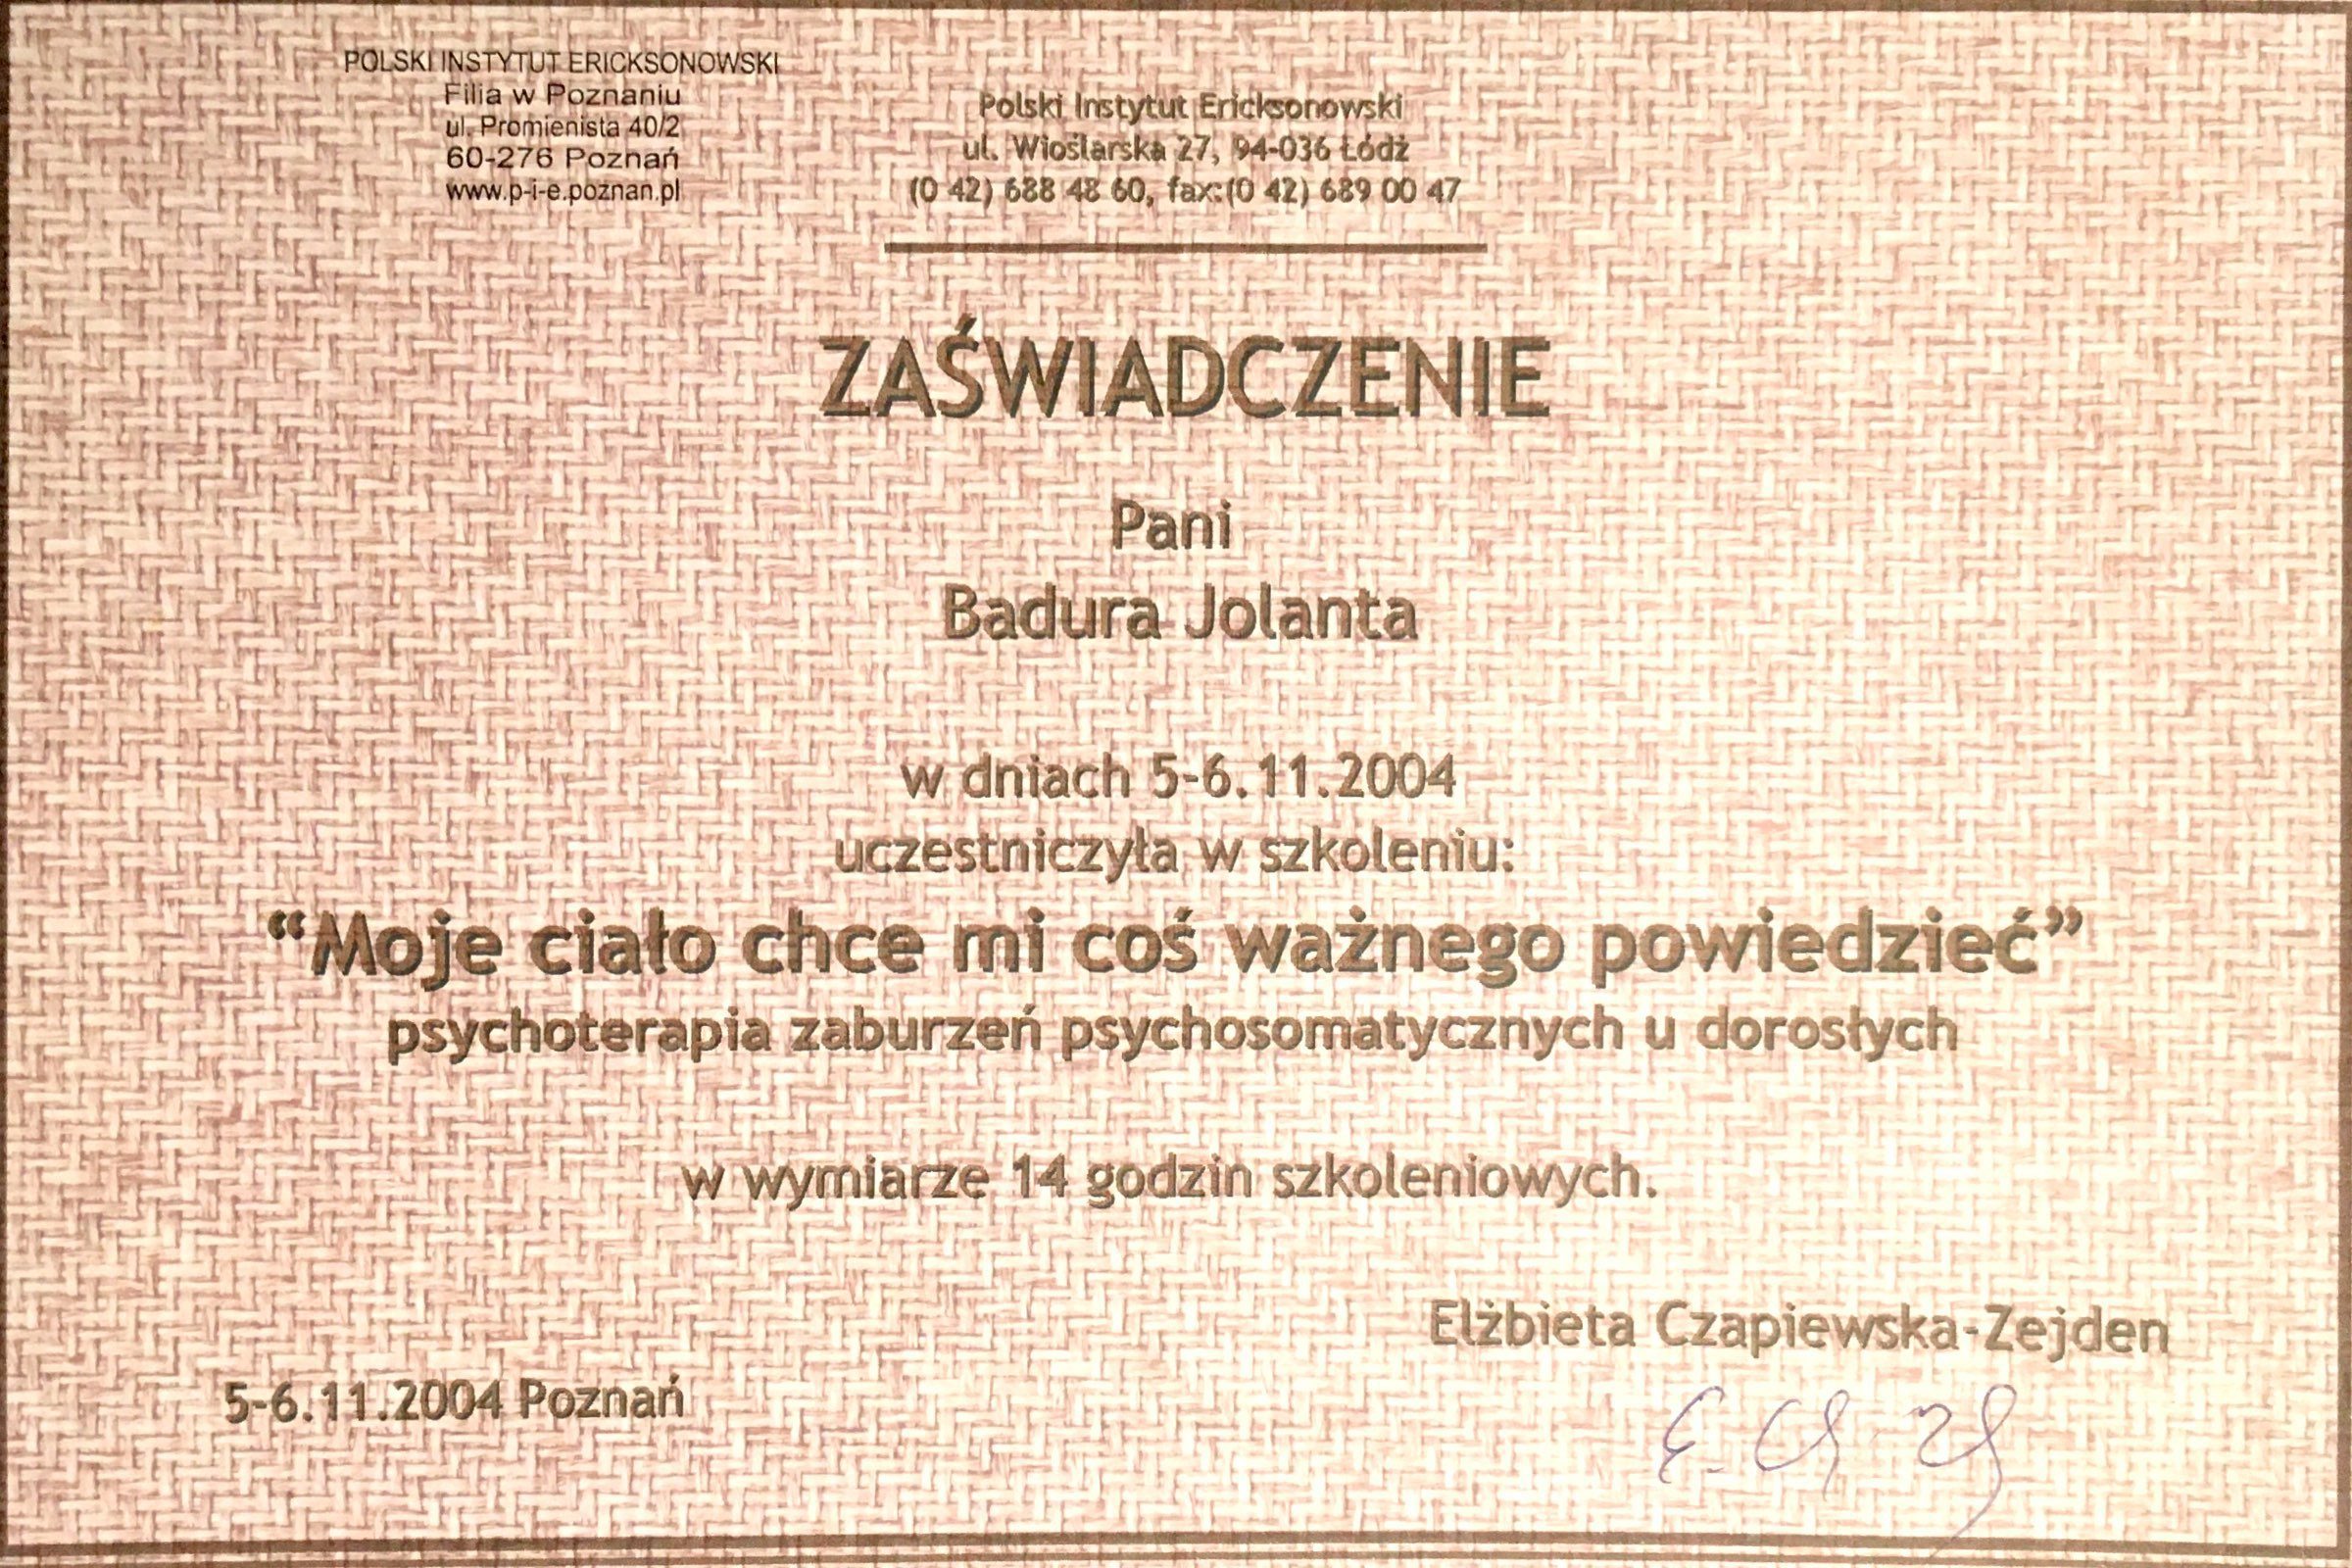 POLSKI INSTYTUT ERICKSONOWSKI
Filia w Poznaniu
ul. Promienista 40/2
60-276 Poznań
www.p-i-e.poznan.pl
Polski Instytut Ericksonowski
ul. Wioślarska 27, 94-036 Łódź
(0 42) 688 48 60, fax:(0 42) 689 00 47
ZAŚWIADCZENIE
Pani
Badura Jolanta
w dniach 5-6.11.2004
uczestniczyła w szkoleniu:
“Moje ciało chce mi coś ważnego powiedzieć”
psychoterapia zaburzeń psychosomatycznych u dorosłych
w wymiarze 14 godzin szkoleniowych.
Elżbieta Czapiewska-Zejden
5-6.11.2004 Poznań